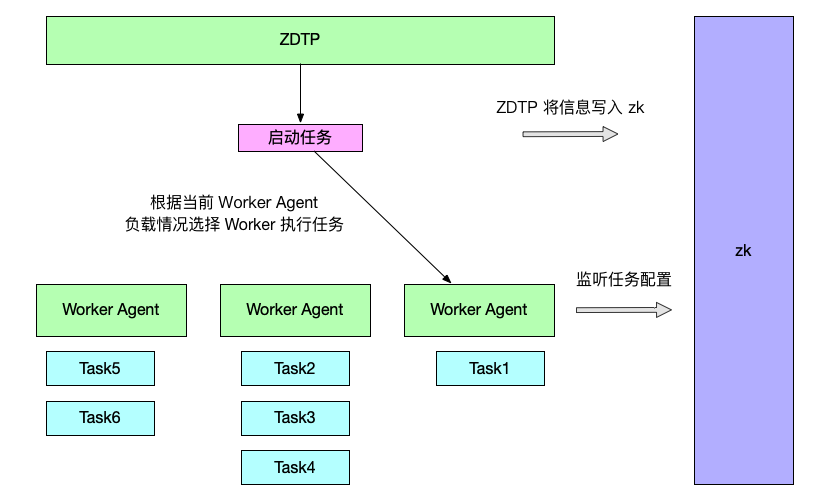 ZDTP
ZDTP 将信息写入 zk
启动任务
根据当前 Worker Agent
负载情况选择 Worker 执行任务
zk
监听任务配置
Worker Agent
Worker Agent
Worker Agent
Task5
Task2
Task1
Task6
Task3
Task4